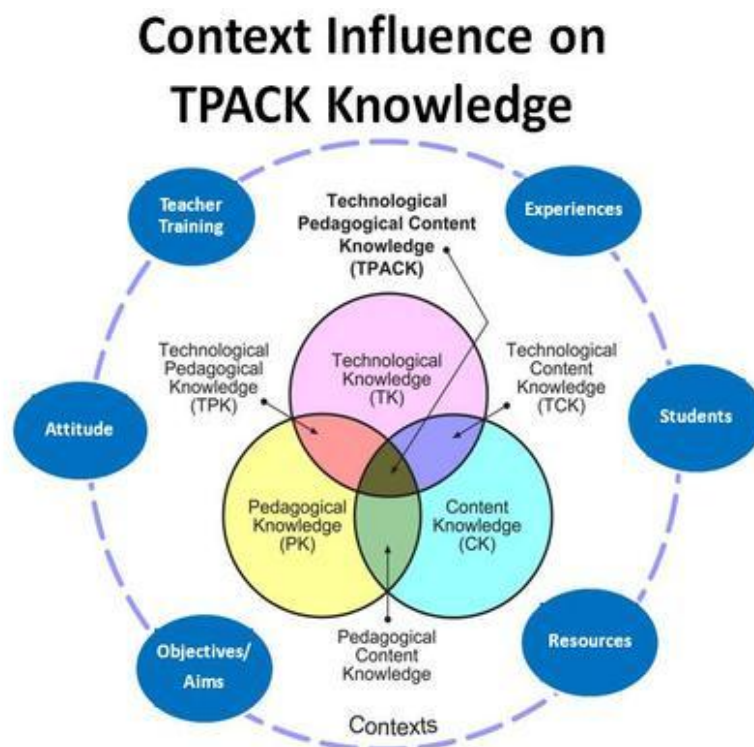 Context Influence on
TPACK Knowledge
Teacher
Training
Technological
Pedagogical Content
Knowledge
(TPACK)
Experiences
Technological
Pedagogical
Knowledge
(TPK)
Technological
Knowledge
(TK)
Technological
Content
Knowledge
(TCK)
Attitude
Students
Pedagogical
Knowledge
(PK)
Content
Knowledge
(CK)
Objectives/
Aims
Pedagogical
Content
Knowledge
Resources
Contexts